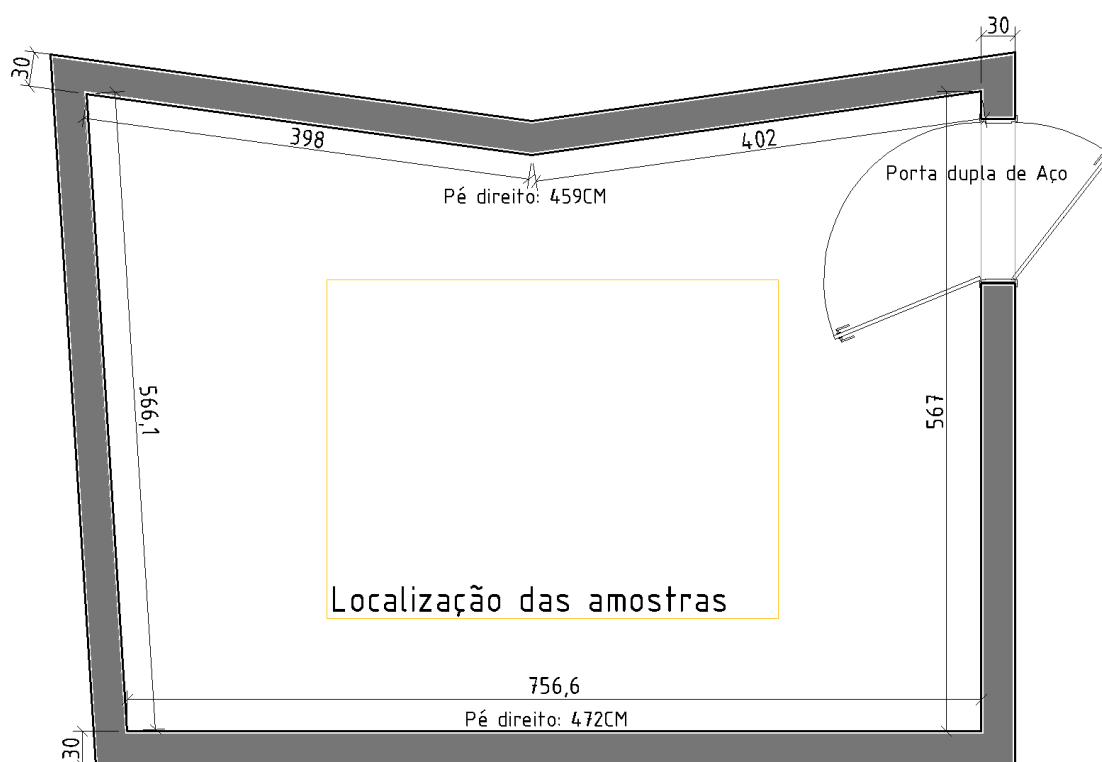 30
30
398
402
Porta dupla de Aço
Pé direito: 459CM
566,1
567
Localização das amostras
756,6
Pé direito: 472CM
30